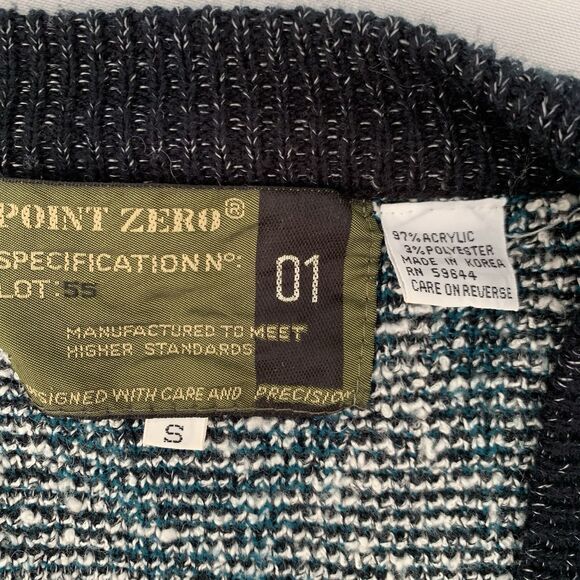 POINT ZERO®
SPECIFICATION Nº:
LOT: 55
01
MANUFACTURED TO MEET
HIGHER STANDARDS
SIGNED WITH CARE AND PRECISION
S
97% ACRYLIC
3% POLYESTER
MADE IN KOREA
RN 59644
CARE ON REVERSE